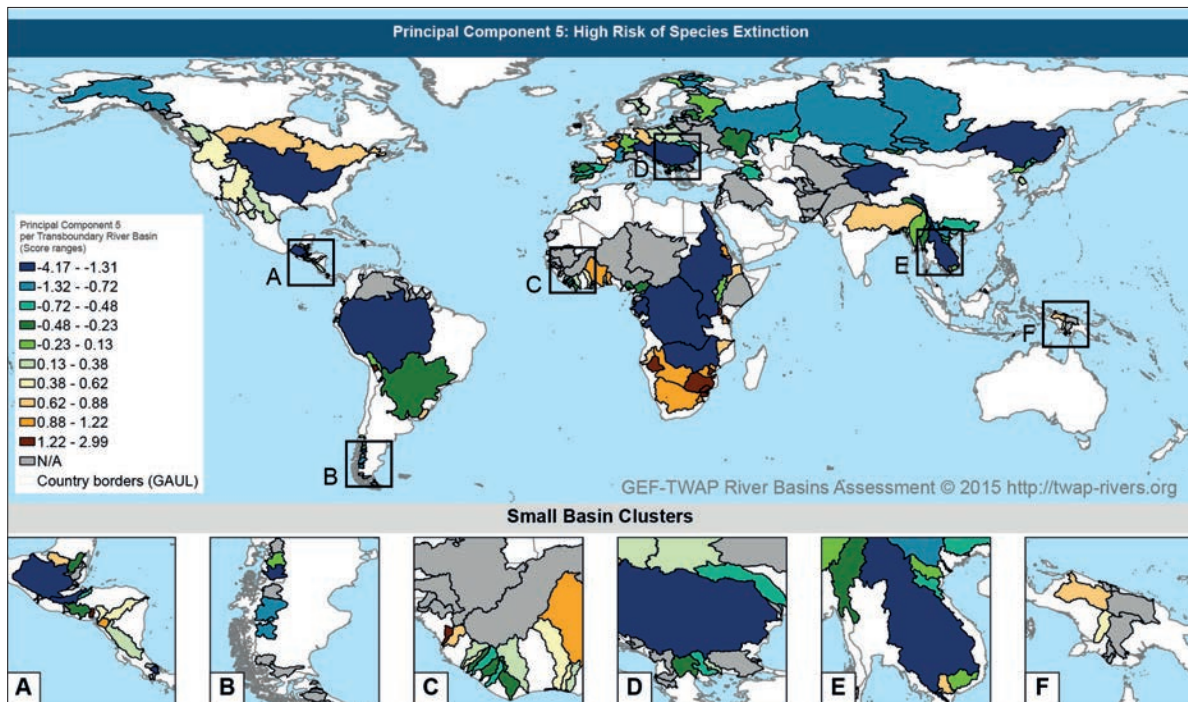 Principal Component 5: High Risk of Species Extinction
A
B
C
D
E
F
Principal Component 5
per Transboundary River Basin
(Score ranges)
-4.17 - -1.31
-1.32 - -0.72
-0.72 - -0.48
-0.48 - -0.23
-0.23 - 0.13
0.13 - 0.38
0.38 - 0.62
0.62 - 0.88
0.88 - 1.22
1.22 - 2.99
N/A
Country borders (GAUL)
GEF-TWAP River Basins Assessment © 2015 http://twap-rivers.org
Small Basin Clusters
A
B
C
D
E
F